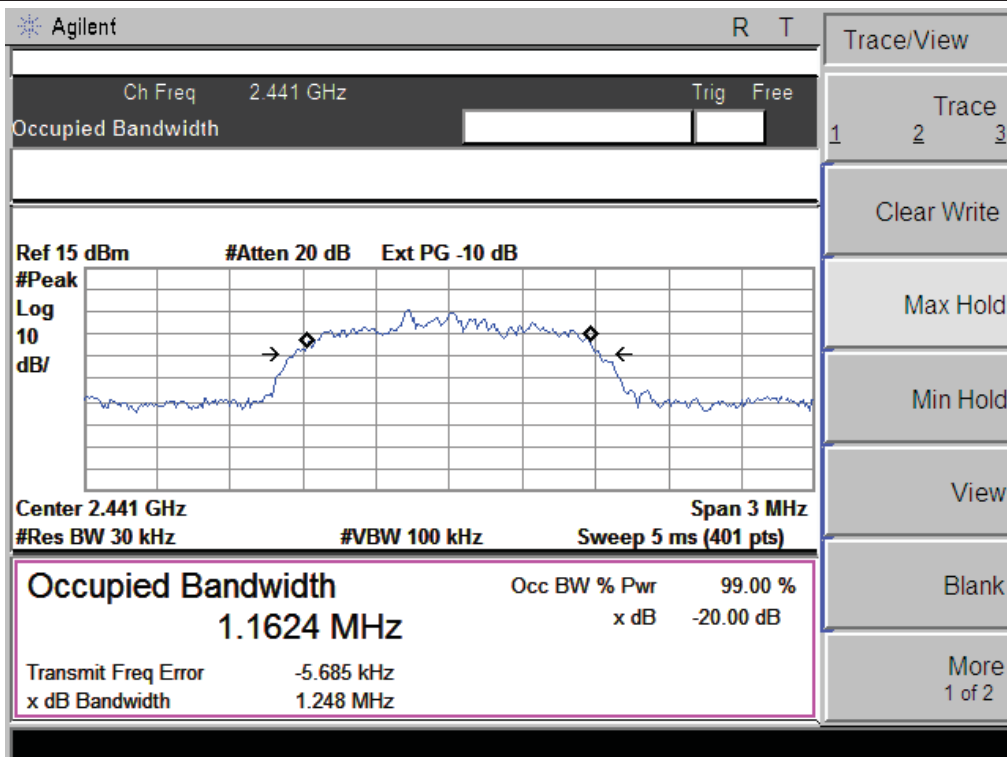 Agilent R T
Trace/View
Ch Freq 2.441 GHz Trig Free
Occupied Bandwidth
Trace
1 2 3
Clear Write
Ref 15 dBm #Atten 20 dB Ext PG -10 dB
#Peak
Log
10
dB/
Max Hold
Min Hold
View
Center 2.441 GHz Span 3 MHz
#Res BW 30 kHz #VBW 100 kHz Sweep 5 ms (401 pts)
Occupied Bandwidth Occ BW % Pwr 99.00 %
1.1624 MHz x dB -20.00 dB
Transmit Freq Error -5.685 kHz
x dB Bandwidth 1.248 MHz
Blank
More
1 of 2